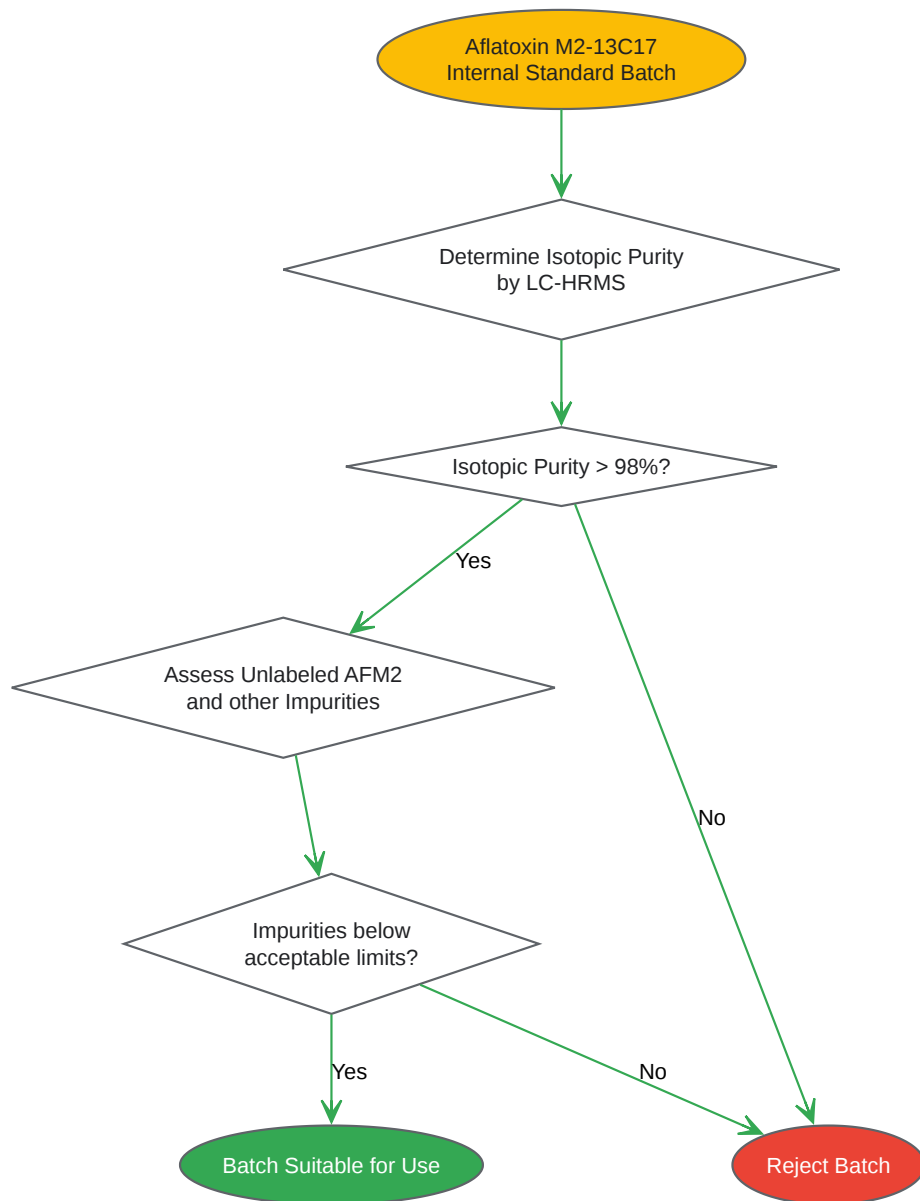 Aflatoxin M2-13C17
Internal Standard Batch
Determine Isotopic Purity
by LC-HRMS
Isotopic Purity > 98%?
Yes
Assess Unlabeled AFM2
and other Impurities
No
Impurities below
acceptable limits?
Yes
No
Batch Suitable for Use
Reject Batch